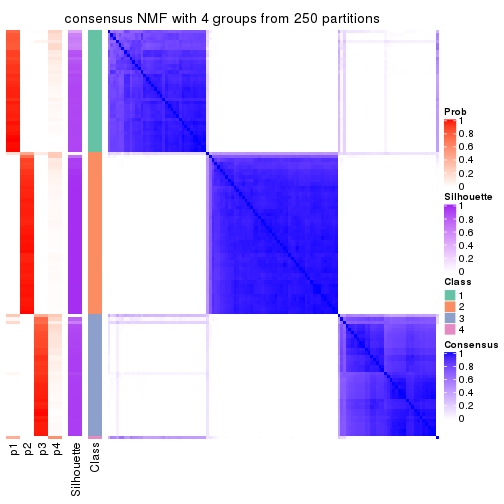 consensus NMF with 4 groups from 250 partitions
Prob
1
0.8
0.6
0.4
0.2
0
Silhouette
1
0.8
0.6
0.4
0.2
0
Class
1
2
3
4
Consensus
1
0.8
0.6
0.4
0.2
0
p1
p2
p3
p4
Silhouette
Class